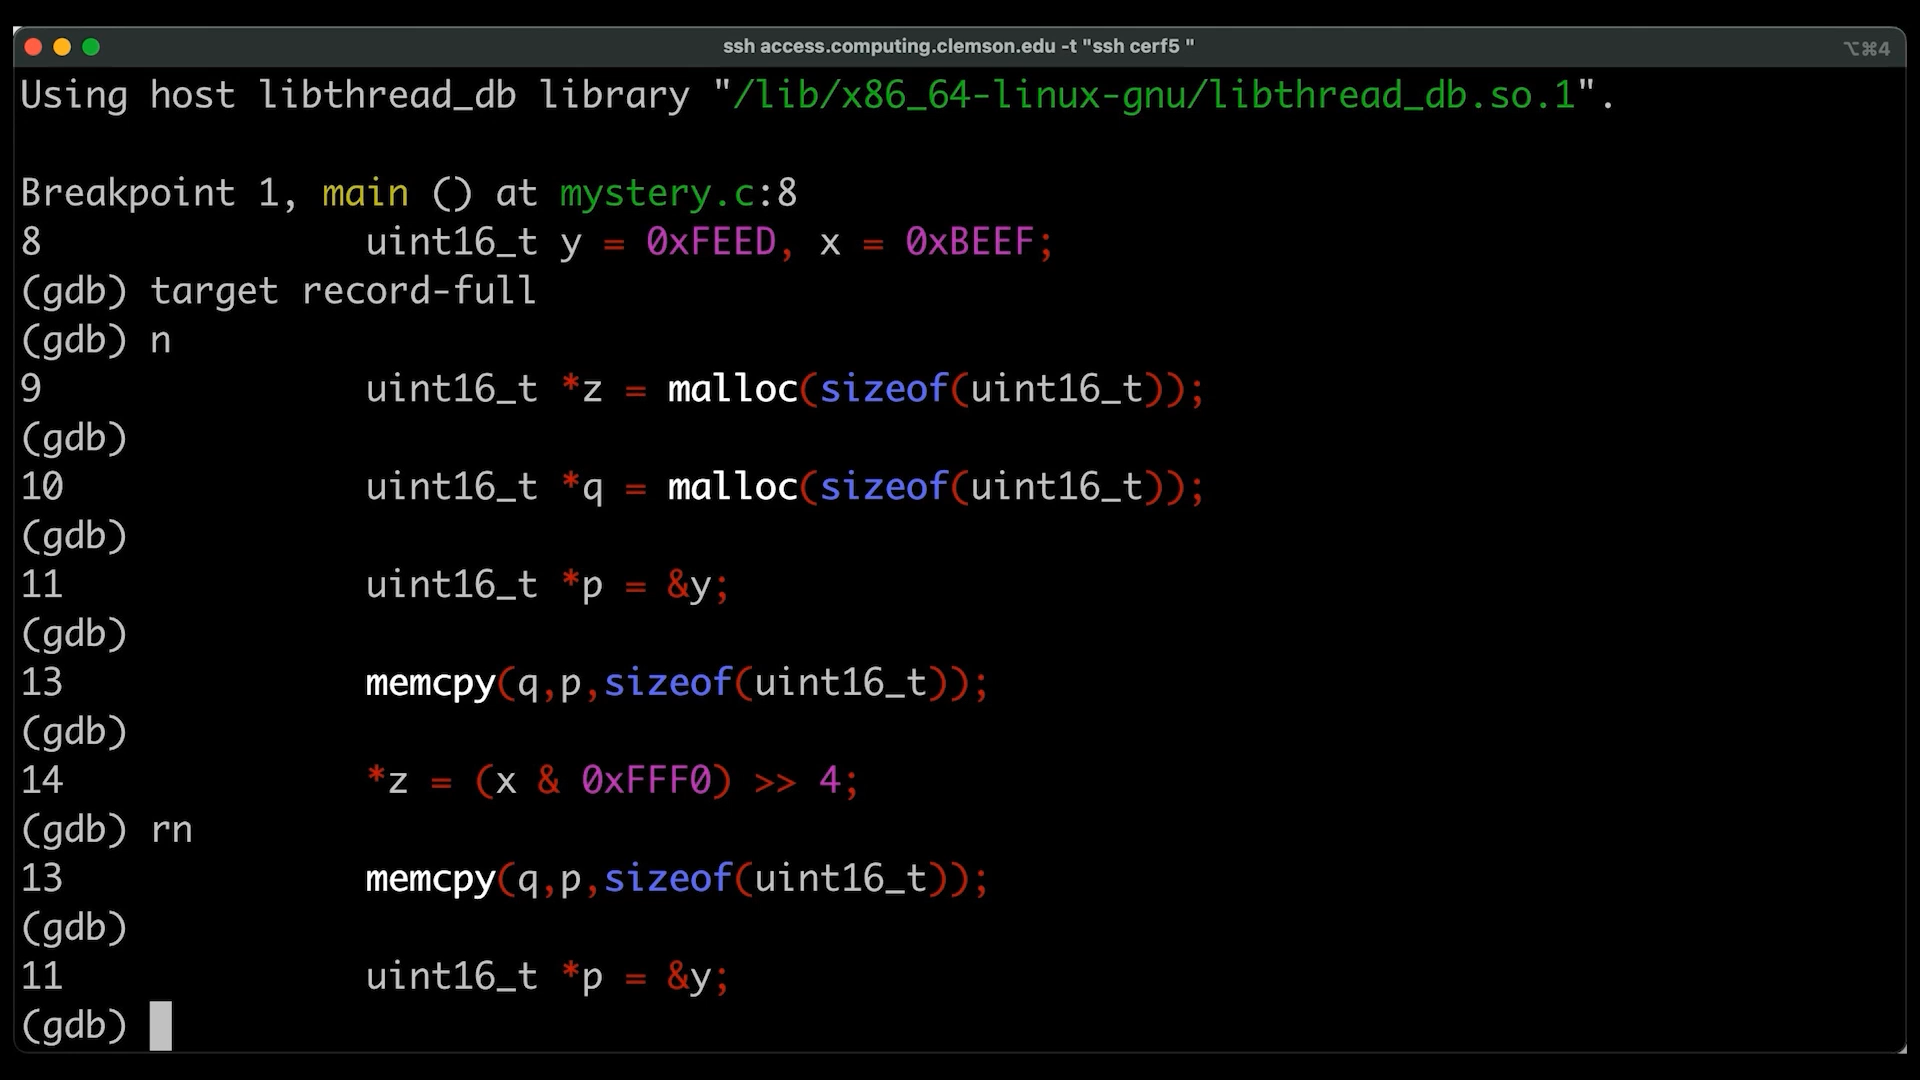 ssh access.computing.clemson.edu -t "ssh cerf5 "
⌥⌘4
Using host libthread_db library "/lib/x86_64-linux-gnu/libthread_db.so.1".
Breakpoint 1, main () at mystery.c:8
8 uint16_t y = 0xFEED, x = 0xBEEF;
(gdb) target record-full
(gdb) n
9 uint16_t *z = malloc(sizeof(uint16_t));
(gdb)
10 uint16_t *q = malloc(sizeof(uint16_t));
(gdb)
11 uint16_t *p = &y;
(gdb)
13 memcpy(q,p,sizeof(uint16_t));
(gdb)
14 *z = (x & 0xFFF0) >> 4;
(gdb) rn
13 memcpy(q,p,sizeof(uint16_t));
(gdb)
11 uint16_t *p = &y;
(gdb)